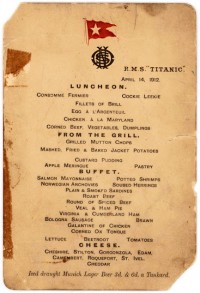 R.M.S. "TITANIC"
APRIL 14, 1912.
LUNCHEON.
CONSOMMÉ FERMIER COCKIE LEEKIE
FILLETS OF BRILL
EGG À L'ARGENTEUIL
CHICKEN À LA MARYLAND
CORNED BEEF, VEGETABLES, DUMPLINGS
FROM THE GRILL.
GRILLED MUTTON CHOPS
MASHED, FRIED & BAKED JACKET POTATOES
CUSTARD PUDDING
APPLE MERINGUE PASTRY
BUFFET.
SALMON MAYONNAISE POTTED SHRIMPS
NORWEGIAN ANCHOVIES SOUSED HERRINGS
PLAIN & SMOKED SARDINES
ROAST BEEF
ROUND OF SPICED BEEF
VEAL & HAM PIE
VIRGINIA & CUMBERLAND HAM
BOLOGNA SAUSAGE BRAWN
GALANTINE OF CHICKEN
CORNED OX TONGUE
LETTUCE BEETROOT TOMATOES
CHEESE.
CHESHIRE, STILTON, GORGONZOLA, EDAM,
CAMEMBERT, ROQUEFORT, ST. IVEL,
CHEDDAR
Iced draught Munich Lager Beer 3d. & 6d. a Tankard.